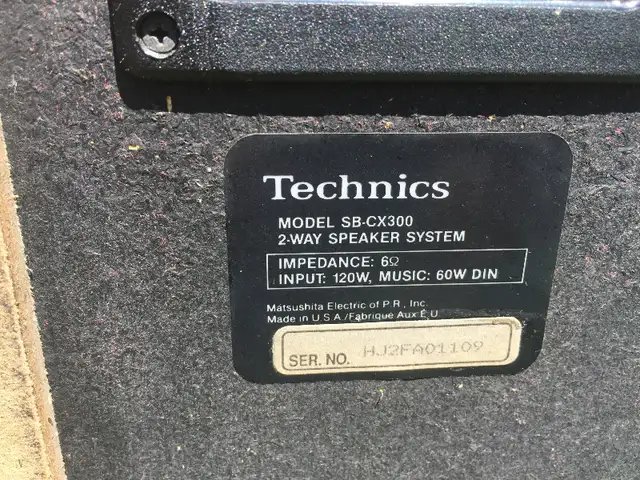 Technics
MODEL SB-CX300
2-WAY SPEAKER SYSTEM
IMPEDANCE: 6Ω
INPUT: 120W, MUSIC: 60W DIN
Matsushita Electric of P.R., Inc.
Made in U.S.A./Fabrique Aux É.U.
SER. NO. HJ2FA01109